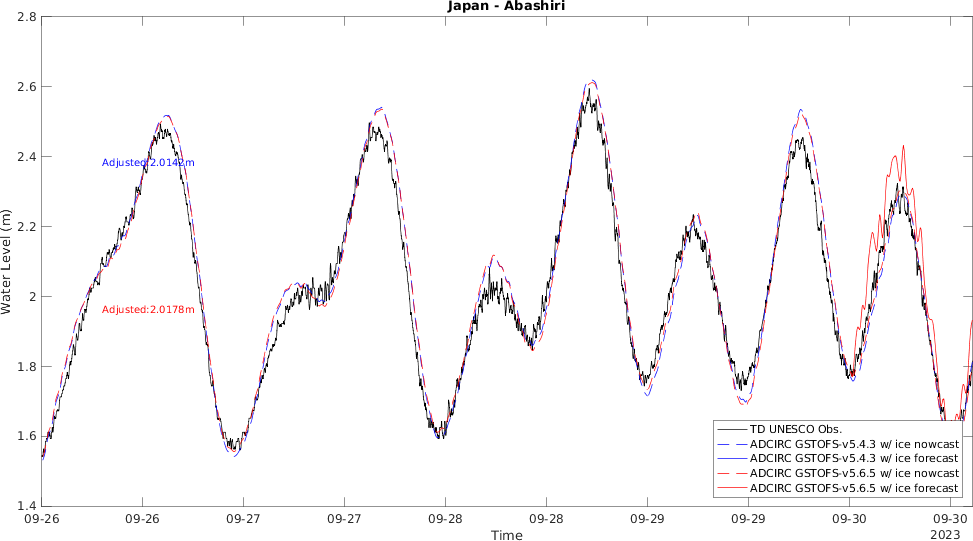 Japan - Abashiri
2.8
2.6
2.4
2.2
2
1.8
1.6
1.4
Water Level (m)
Adjusted:2.0142m
Adjusted:2.0178m
TD UNESCO Obs.
ADCIRC GSTOFS-v5.4.3 w/ ice nowcast
ADCIRC GSTOFS-v5.4.3 w/ ice forecast
ADCIRC GSTOFS-v5.6.5 w/ ice nowcast
ADCIRC GSTOFS-v5.6.5 w/ ice forecast
09-26 09-26 09-27 09-27 09-28 09-28 09-29 09-29 09-30 09-30
Time
2023